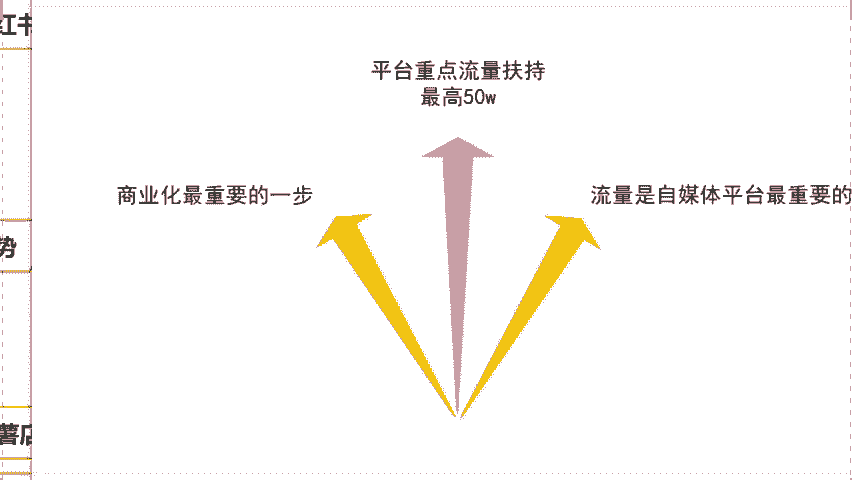 红书
平台重点流量扶持
最高50w
商业化最重要的一步
流量是自媒体平台最重要的
势
薯店